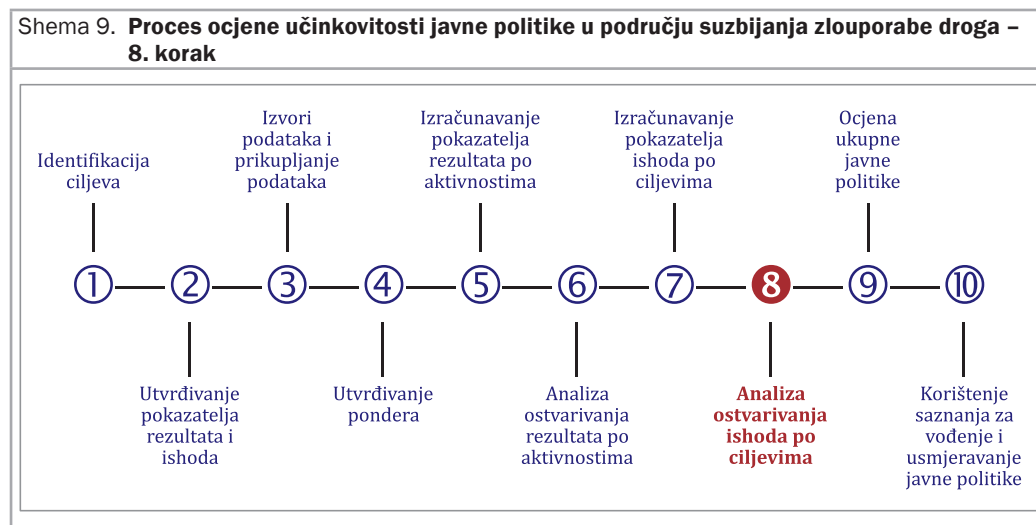 Shema 9. Proces ocjene učinkovitosti javne politike u području suzbijanja zlouporabe droga –
8. korak
Identifikacija
ciljeva
Izvori
podataka i
prikupljanje
podataka
Izračunavanje
pokazatelja
rezultata po
aktivnostima
Izračunavanje
pokazatelja
ishoda po
ciljevima
Ocjena
ukupne
javne
politike
1
2
3
4
5
6
7
8
9
10
Utvrđivanje
pokazatelja
rezultata i
ishoda
Utvrđivanje
pondera
Analiza
ostvarivanja
rezultata po
aktivnostima
Analiza
ostvarivanja
ishoda po
ciljevima
Korištenje
saznanja za
vođenje i
usmjeravanje
javne politike